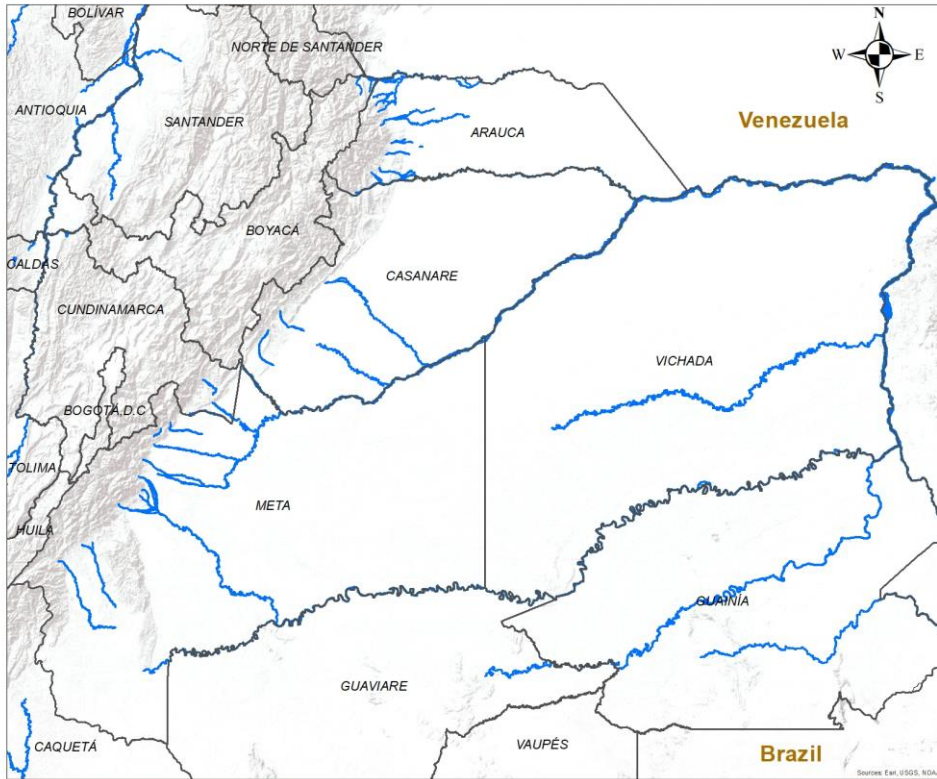 BOLÍVAR
NORTE DE SANTANDER
N
W E
S
ANTIOQUIA
SANTANDER
ARAUCA
Venezuela
BOYACÁ
CALDAS
CASANARE
CUNDINAMARCA
VICHADA
BOGOTÁ,D.C
TOLIMA
META
HUILA
GUAINÍA
GUAVIARE
CAQUETÁ
VAUPÉS
Brazil
Sources: Esri, USGS, NOAA